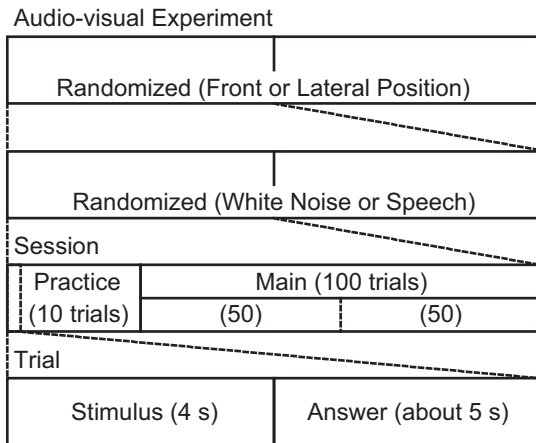 Audio-visual Experiment
Randomized (Front or Lateral Position)
Randomized (White Noise or Speech)
Session
Practice
(10 trials)
Main (100 trials)
(50)
(50)
Trial
Stimulus (4 s)
Answer (about 5 s)